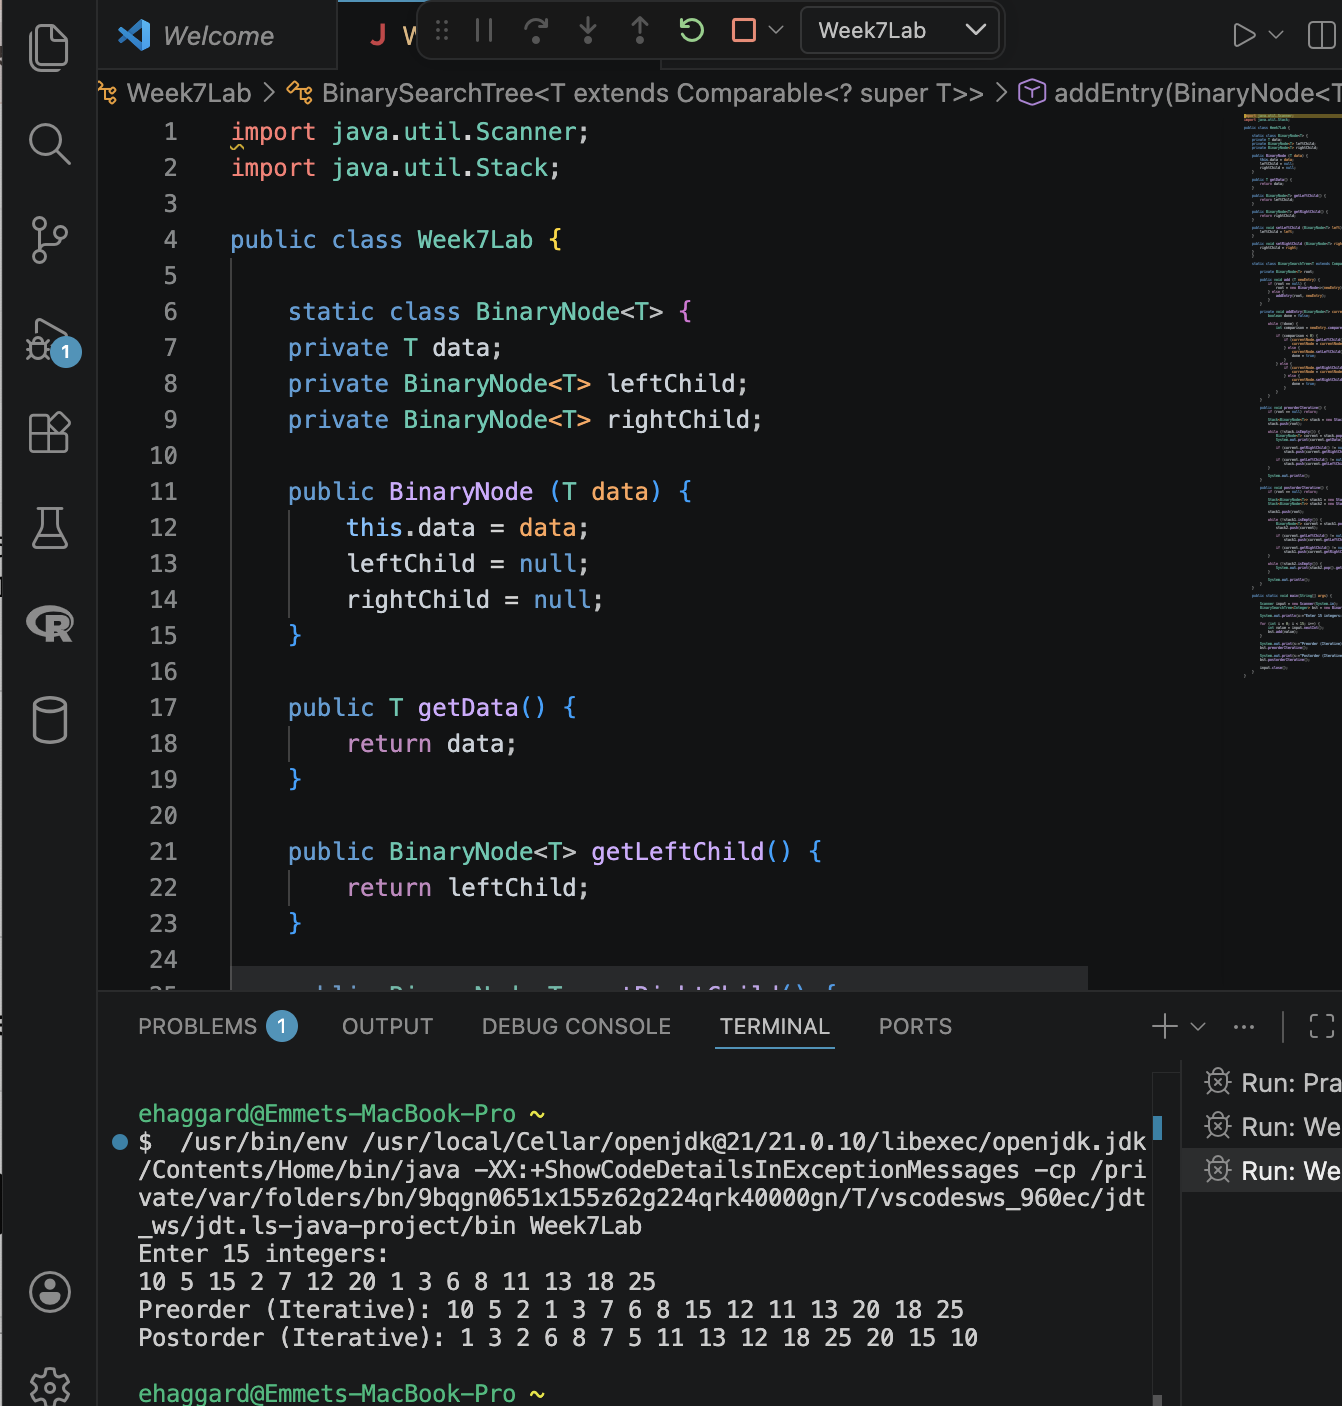 Welcome
Week7Lab
Week7Lab > BinarySearchTree<T extends Comparable<? super T>> > addEntry(BinaryNode<T
1 import java.util.Scanner;
2 import java.util.Stack;
3
4 public class Week7Lab {
5
6 static class BinaryNode<T> {
7 private T data;
8 private BinaryNode<T> leftChild;
9 private BinaryNode<T> rightChild;
10
11 public BinaryNode (T data) {
12 this.data = data;
13 leftChild = null;
14 rightChild = null;
15 }
16
17 public T getData() {
18 return data;
19 }
20
21 public BinaryNode<T> getLeftChild() {
22 return leftChild;
23 }
24
1
PROBLEMS 1 OUTPUT DEBUG CONSOLE TERMINAL PORTS
ehaggard@Emmets-MacBook-Pro ~
$ /usr/bin/env /usr/local/Cellar/openjdk@21/21.0.10/libexec/openjdk.jdk
/Contents/Home/bin/java -XX:+ShowCodeDetailsInExceptionMessages -cp /pri
vate/var/folders/bn/9bqgn0651x155z62g224qrk40000gn/T/vscodesws_960ec/jdt
_ws/jdt.ls-java-project/bin Week7Lab
Enter 15 integers:
10 5 15 2 7 12 20 1 3 6 8 11 13 18 25
Preorder (Iterative): 10 5 2 1 3 7 6 8 15 12 11 13 20 18 25
Postorder (Iterative): 1 3 2 6 8 7 5 11 13 12 18 25 20 15 10
ehaggard@Emmets-MacBook-Pro ~
Run: Pra
Run: We
Run: We